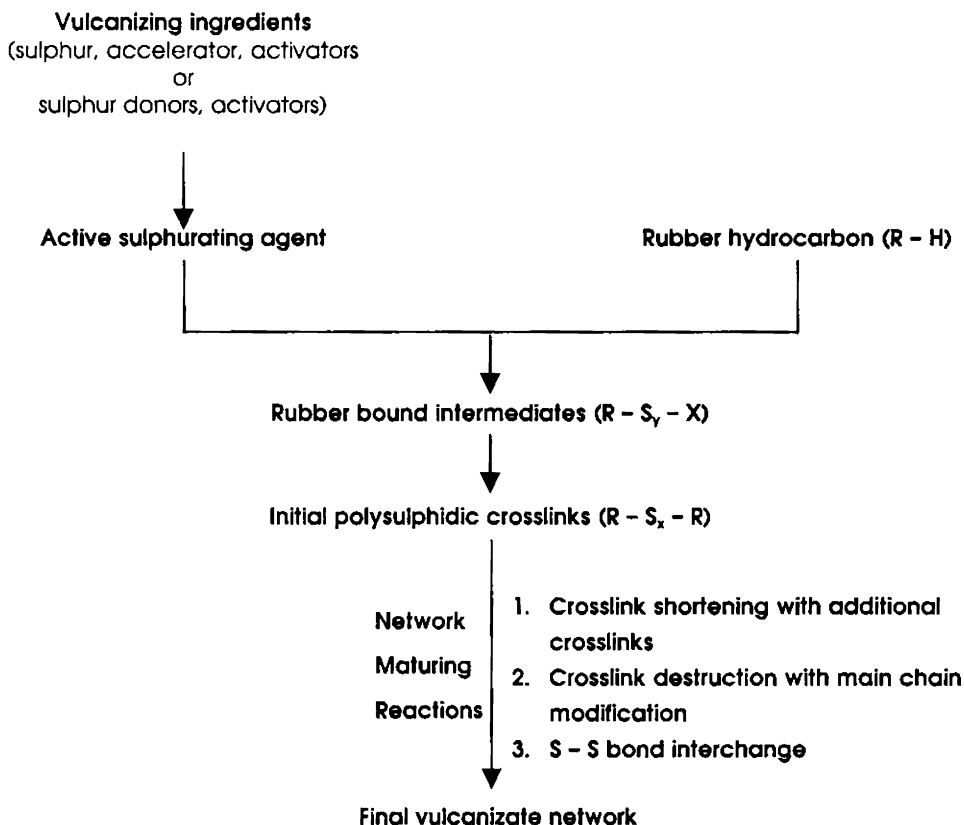 Vulcanizing ingredients
(sulphur, accelerator, activators
or
sulphur donors, activators)
Active sulphurating agent
Rubber hydrocarbon (R – H)
Rubber bound intermediates (R – Sᵧ – X)
Initial polysulphidic crosslinks (R – Sₓ – R)
Network
Maturing
Reactions
1. Crosslink shortening with additional
crosslinks
2. Crosslink destruction with main chain
modification
3. S – S bond interchange
Final vulcanizate network